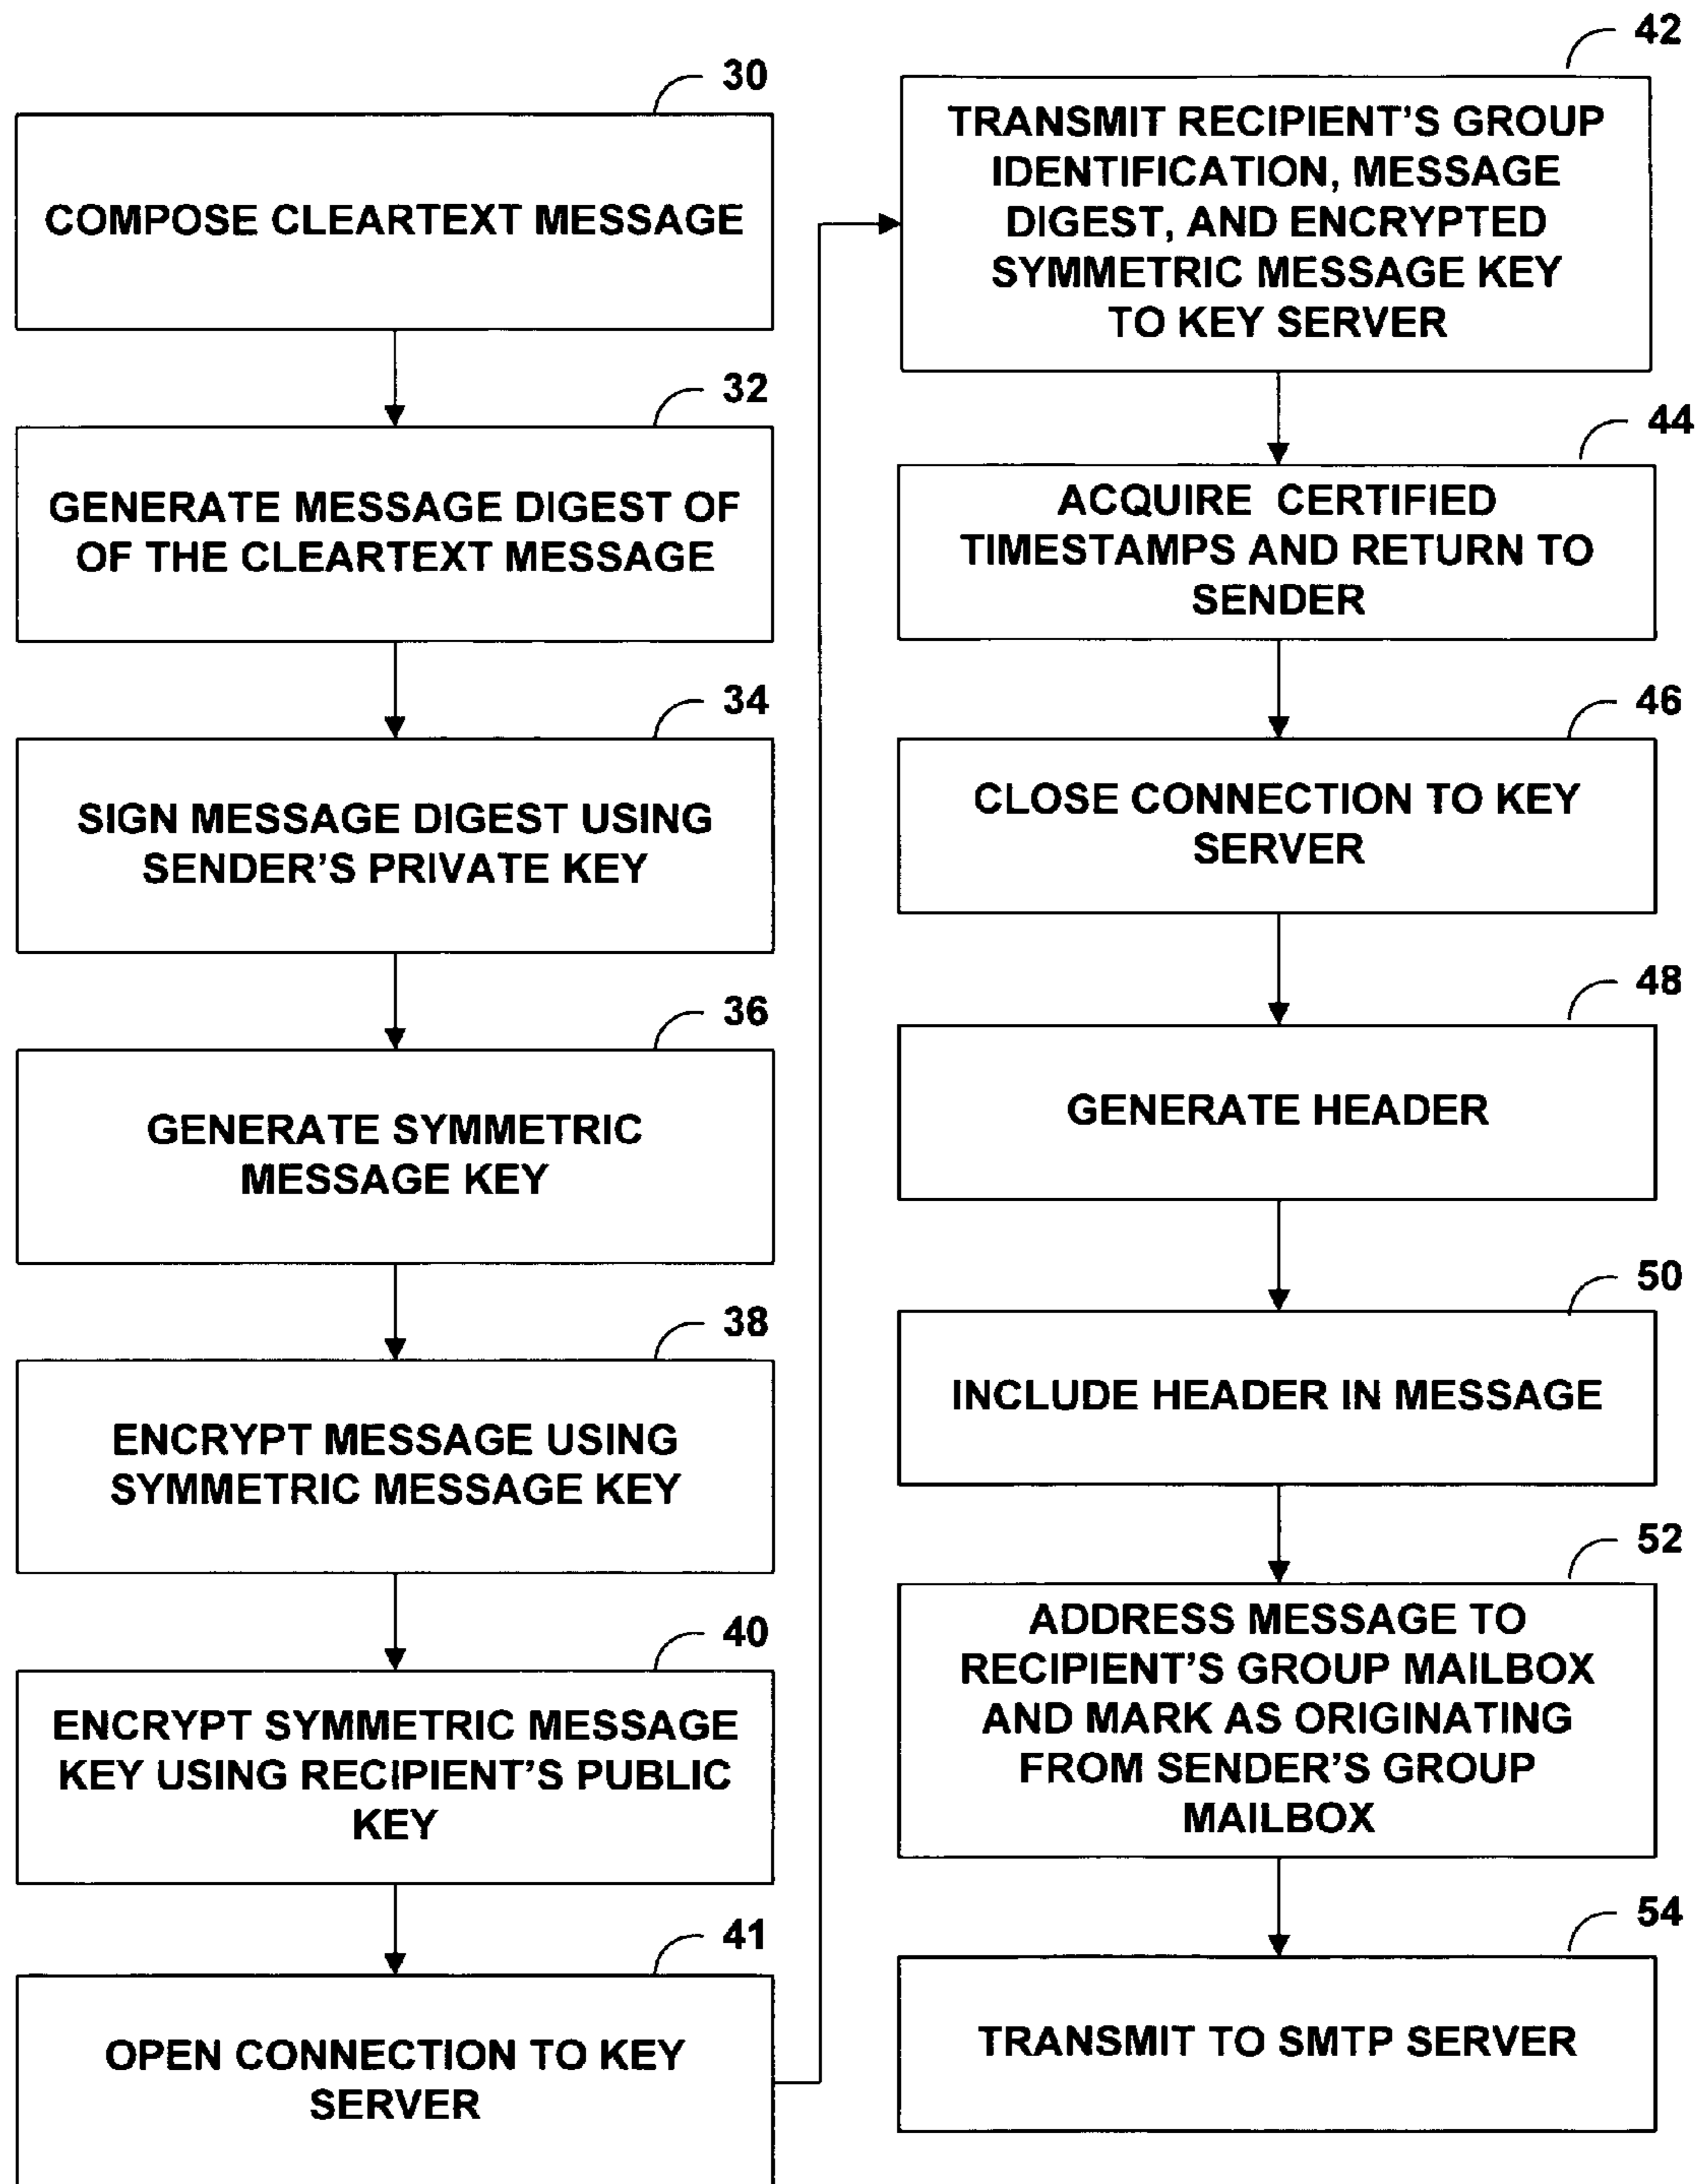 30
COMPOSE CLEARTEXT MESSAGE
32
GENERATE MESSAGE DIGEST OF
OF THE CLEARTEXT MESSAGE
34
SIGN MESSAGE DIGEST USING
SENDER'S PRIVATE KEY
36
GENERATE SYMMETRIC
MESSAGE KEY
38
ENCRYPT MESSAGE USING
SYMMETRIC MESSAGE KEY
40
ENCRYPT SYMMETRIC MESSAGE
KEY USING RECIPIENT'S PUBLIC
KEY
41
OPEN CONNECTION TO KEY
SERVER
42
TRANSMIT RECIPIENT'S GROUP
IDENTIFICATION, MESSAGE
DIGEST, AND ENCRYPTED
SYMMETRIC MESSAGE KEY
TO KEY SERVER
44
ACQUIRE CERTIFIED
TIMESTAMPS AND RETURN TO
SENDER
46
CLOSE CONNECTION TO KEY
SERVER
48
GENERATE HEADER
50
INCLUDE HEADER IN MESSAGE
52
ADDRESS MESSAGE TO
RECIPIENT'S GROUP MAILBOX
AND MARK AS ORIGINATING
FROM SENDER'S GROUP
MAILBOX
54
TRANSMIT TO SMTP SERVER